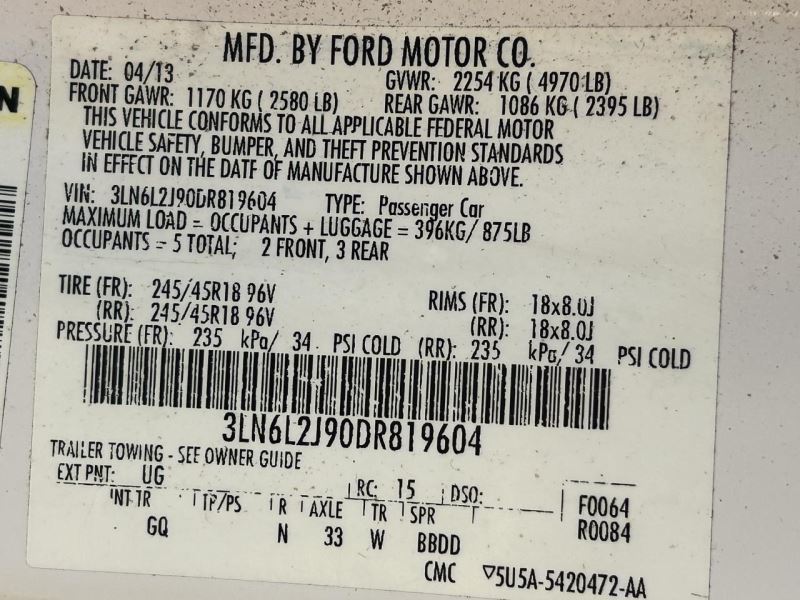 N
MFD. BY FORD MOTOR CO.
DATE: 04/13 GVWR: 2254 KG ( 4970 LB)
FRONT GAWR: 1170 KG ( 2580 LB) REAR GAWR: 1086 KG ( 2395 LB)
THIS VEHICLE CONFORMS TO ALL APPLICABLE FEDERAL MOTOR
VEHICLE SAFETY, BUMPER, AND THEFT PREVENTION STANDARDS
IN EFFECT ON THE DATE OF MANUFACTURE SHOWN ABOVE.
VIN: 3LN6L2J90DR819604 TYPE: Passenger Car
MAXIMUM LOAD = OCCUPANTS + LUGGAGE = 396KG/ 875LB
OCCUPANTS = 5 TOTAL; 2 FRONT, 3 REAR
TIRE (FR): 245/45R18 96V RIMS (FR): 18x8.0J
(RR): 245/45R18 96V (RR): 18x8.0J
PRESSURE (FR): 235 kPa/ 34 PSI COLD (RR): 235 kPa/ 34 PSI COLD
3LN6L2J90DR819604
TRAILER TOWING - SEE OWNER GUIDE
EXT PNT: UG RC: 15 DSO: F0064
INT TR TP/PS R AXLE TR SPR R0084
GQ N 33 W BBDD
CMC ▽5U5A-5420472-AA